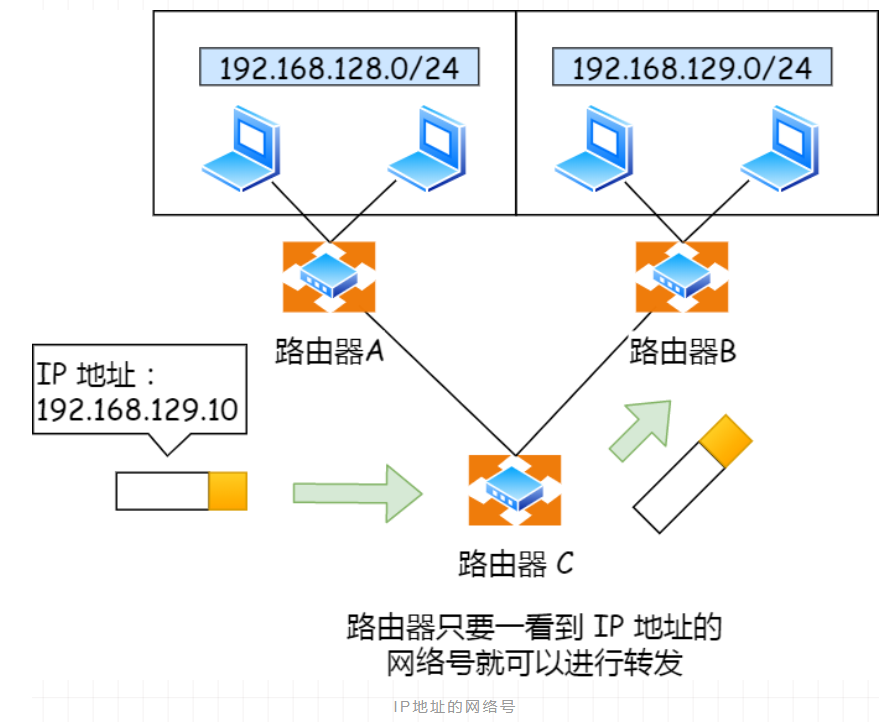 192.168.128.0/24
192.168.129.0/24
路由器A
路由器B
IP 地址：
192.168.129.10
路由器 C
路由器只要一看到 IP 地址的
网络号就可以进行转发
IP地址的网络号